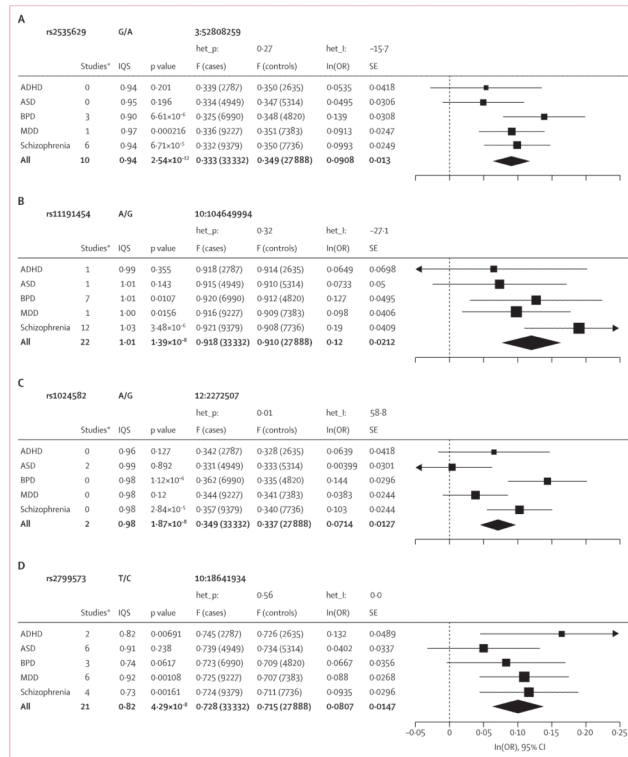 A
rs2535629 G/A 3:52808259
het_p: 0·27 het_I: −15·7
Studies* IQS p value F (cases) F (controls) ln(OR) SE
ADHD 0 0·94 0·201 0·339 (2787) 0·350 (2635) 0·0535 0·0418
ASD 0 0·95 0·196 0·334 (4949) 0·347 (5314) 0·0495 0·0306
BPD 3 0·90 6·61×10⁻⁶ 0·325 (6990) 0·348 (4820) 0·139 0·0308
MDD 1 0·97 0·000216 0·336 (9227) 0·351 (7383) 0·0913 0·0247
Schizophrenia 6 0·94 6·71×10⁻⁵ 0·332 (9379) 0·350 (7736) 0·0993 0·0249
All 10 0·94 2·54×10⁻¹² 0·333 (33332) 0·349 (27888) 0·0908 0·013
B
rs11191454 A/G 10:104649994
het_p: 0·32 het_I: −27·1
Studies* IQS p value F (cases) F (controls) ln(OR) SE
ADHD 1 0·99 0·355 0·918 (2787) 0·914 (2635) 0·0649 0·0698
ASD 1 1·01 0·143 0·915 (4949) 0·910 (5314) 0·0733 0·05
BPD 7 1·01 0·0107 0·920 (6990) 0·912 (4820) 0·127 0·0495
MDD 1 1·00 0·0156 0·916 (9227) 0·909 (7383) 0·098 0·0406
Schizophrenia 12 1·03 3·48×10⁻⁶ 0·921 (9379) 0·908 (7736) 0·19 0·0409
All 22 1·01 1·39×10⁻⁸ 0·918 (33332) 0·910 (27888) 0·12 0·0212
C
rs1024582 A/G 12:2272507
het_p: 0·01 het_I: 58·8
Studies* IQS p value F (cases) F (controls) ln(OR) SE
ADHD 0 0·96 0·127 0·342 (2787) 0·328 (2635) 0·0639 0·0418
ASD 2 0·99 0·892 0·331 (4949) 0·333 (5314) 0·00399 0·0301
BPD 0 0·98 1·12×10⁻⁶ 0·362 (6990) 0·335 (4820) 0·144 0·0296
MDD 0 0·98 0·12 0·344 (9227) 0·341 (7383) 0·0383 0·0244
Schizophrenia 0 0·98 2·84×10⁻⁵ 0·357 (9379) 0·340 (7736) 0·103 0·0244
All 2 0·98 1·87×10⁻⁸ 0·349 (33332) 0·337 (27888) 0·0714 0·0127
D
rs2799573 T/C 10:18641934
het_p: 0·56 het_I: 0·0
Studies* IQS p value F (cases) F (controls) ln(OR) SE
ADHD 2 0·82 0·00691 0·745 (2787) 0·726 (2635) 0·132 0·0489
ASD 6 0·91 0·238 0·739 (4949) 0·734 (5314) 0·0402 0·0337
BPD 3 0·74 0·0617 0·723 (6990) 0·709 (4820) 0·0667 0·0356
MDD 6 0·92 0·00108 0·725 (9227) 0·707 (7383) 0·088 0·0268
Schizophrenia 4 0·73 0·00161 0·724 (9379) 0·711 (7736) 0·0935 0·0296
All 21 0·82 4·29×10⁻⁸ 0·728 (33332) 0·715 (27888) 0·0807 0·0147
−0·05 0 0·05 0·10 0·15 0·20 0·25
ln(OR), 95% CI